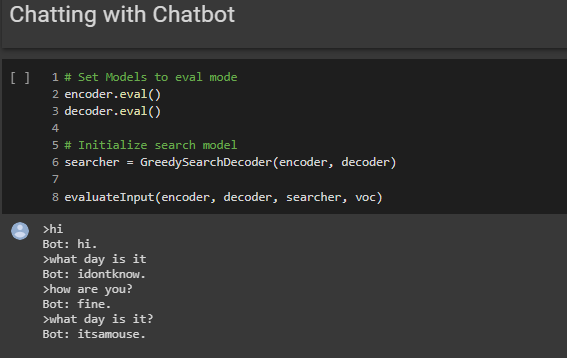 Chatting with Chatbot
[ ] 1 # Set Models to eval mode
2 encoder.eval()
3 decoder.eval()
4
5 # Initialize search model
6 searcher = GreedySearchDecoder(encoder, decoder)
7
8 evaluateInput(encoder, decoder, searcher, voc)
>hi
Bot: hi.
>what day is it
Bot: idontknow.
>how are you?
Bot: fine.
>what day is it?
Bot: itsamouse.